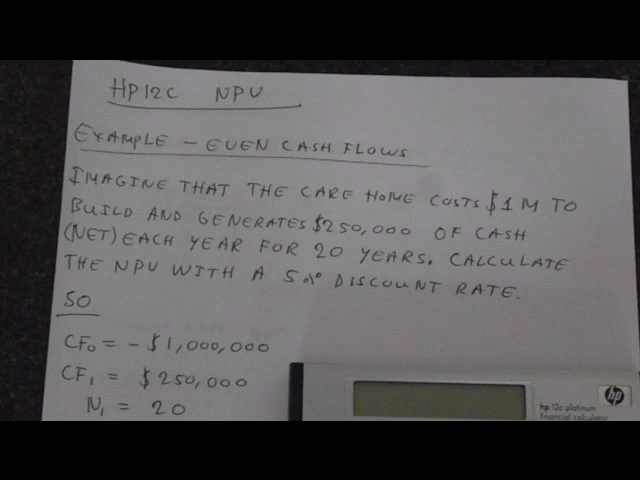 HP12C NPV
EXAMPLE - EVEN CASH FLOWS
IMAGINE THAT THE CARE HOME COSTS $1M TO
BUILD AND GENERATES $250,000 OF CASH
(NET) EACH YEAR FOR 20 YEARS. CALCULATE
THE NPV WITH A 5% DISCOUNT RATE.
SO
CF₀ = - $1,000,000
CF₁ = $250,000
N₁ = 20
hp
hp 12c platinum
financial calculator